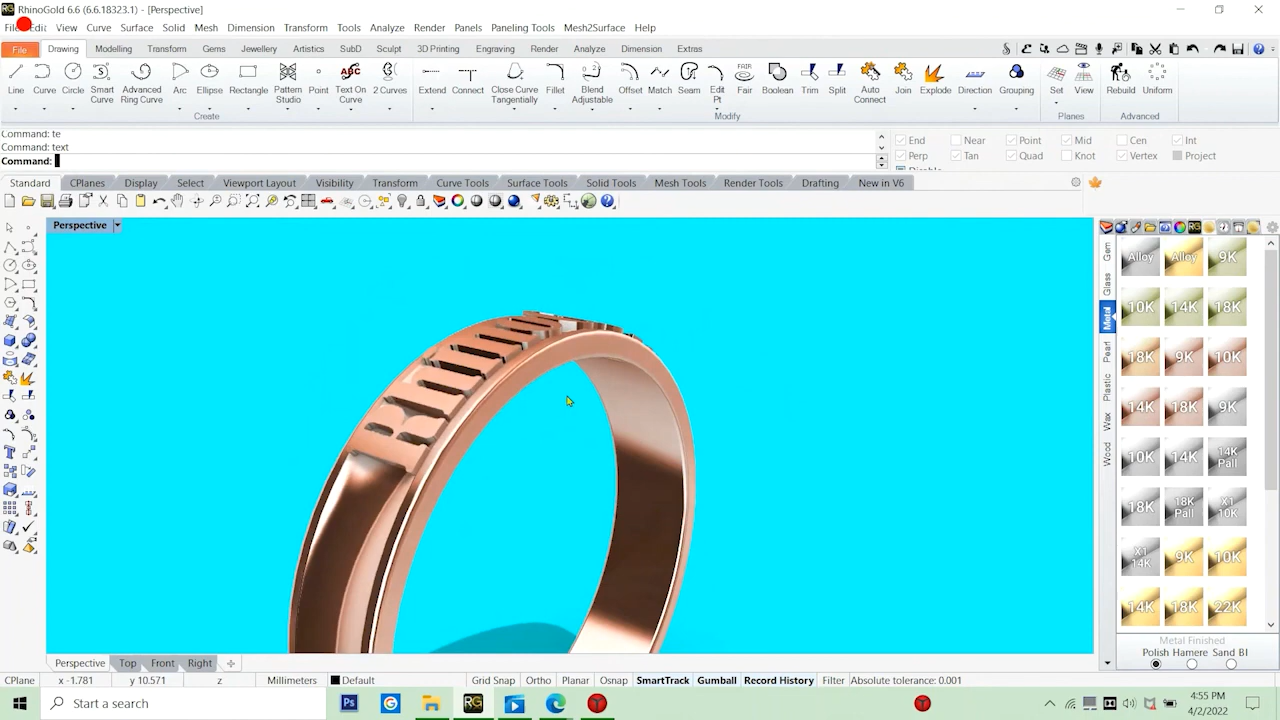 RhinoGold 6.6 (6.6.18323.1) - [Perspective]
File Edit View Curve Surface Solid Mesh Dimension Transform Tools Analyze Render Panels Paneling Tools Mesh2Surface Help
File Drawing Modelling Transform Gems Jewellery Artistics SubD Sculpt 3D Printing Engraving Render Analyze Dimension Extras
Line Curve Circle Smart Curve Advanced Ring Curve Arc Ellipse Rectangle Pattern Studio Point Text On Curve 2 Curves Extend Connect Close Curve Tangentially Fillet Blend Adjustable Offset Match Seam Edit Pt Fair Boolean Trim Split Auto Connect Join Explode Direction Grouping Set View Rebuild Uniform
Create Modify Planes Advanced
Command: te
Command: text
Command:
End Near Point Mid Cen Int
Perp Tan Quad Knot Vertex Project
Standard CPlanes Display Select Viewport Layout Visibility Transform Curve Tools Surface Tools Solid Tools Mesh Tools Render Tools Drafting New in V6
Perspective
Gem
Glass
Metal
Pearl
Plastic
Wax
Wood
Alloy Alloy 9K
10K 14K 18K
18K 9K 10K
14K 18K 9K
10K 14K 14K Pall
18K 18K Pall X1 10K
X1 14K 9K 10K
14K 18K 22K
Metal Finished
Polish Hamere Sand Bl
Perspective Top Front Right
CPlane x -1.781 y 10.571 z Millimeters Default Grid Snap Ortho Planar Osnap SmartTrack Gumball Record History Filter Absolute tolerance: 0.001
Start a search
4:55 PM
4/2/2022